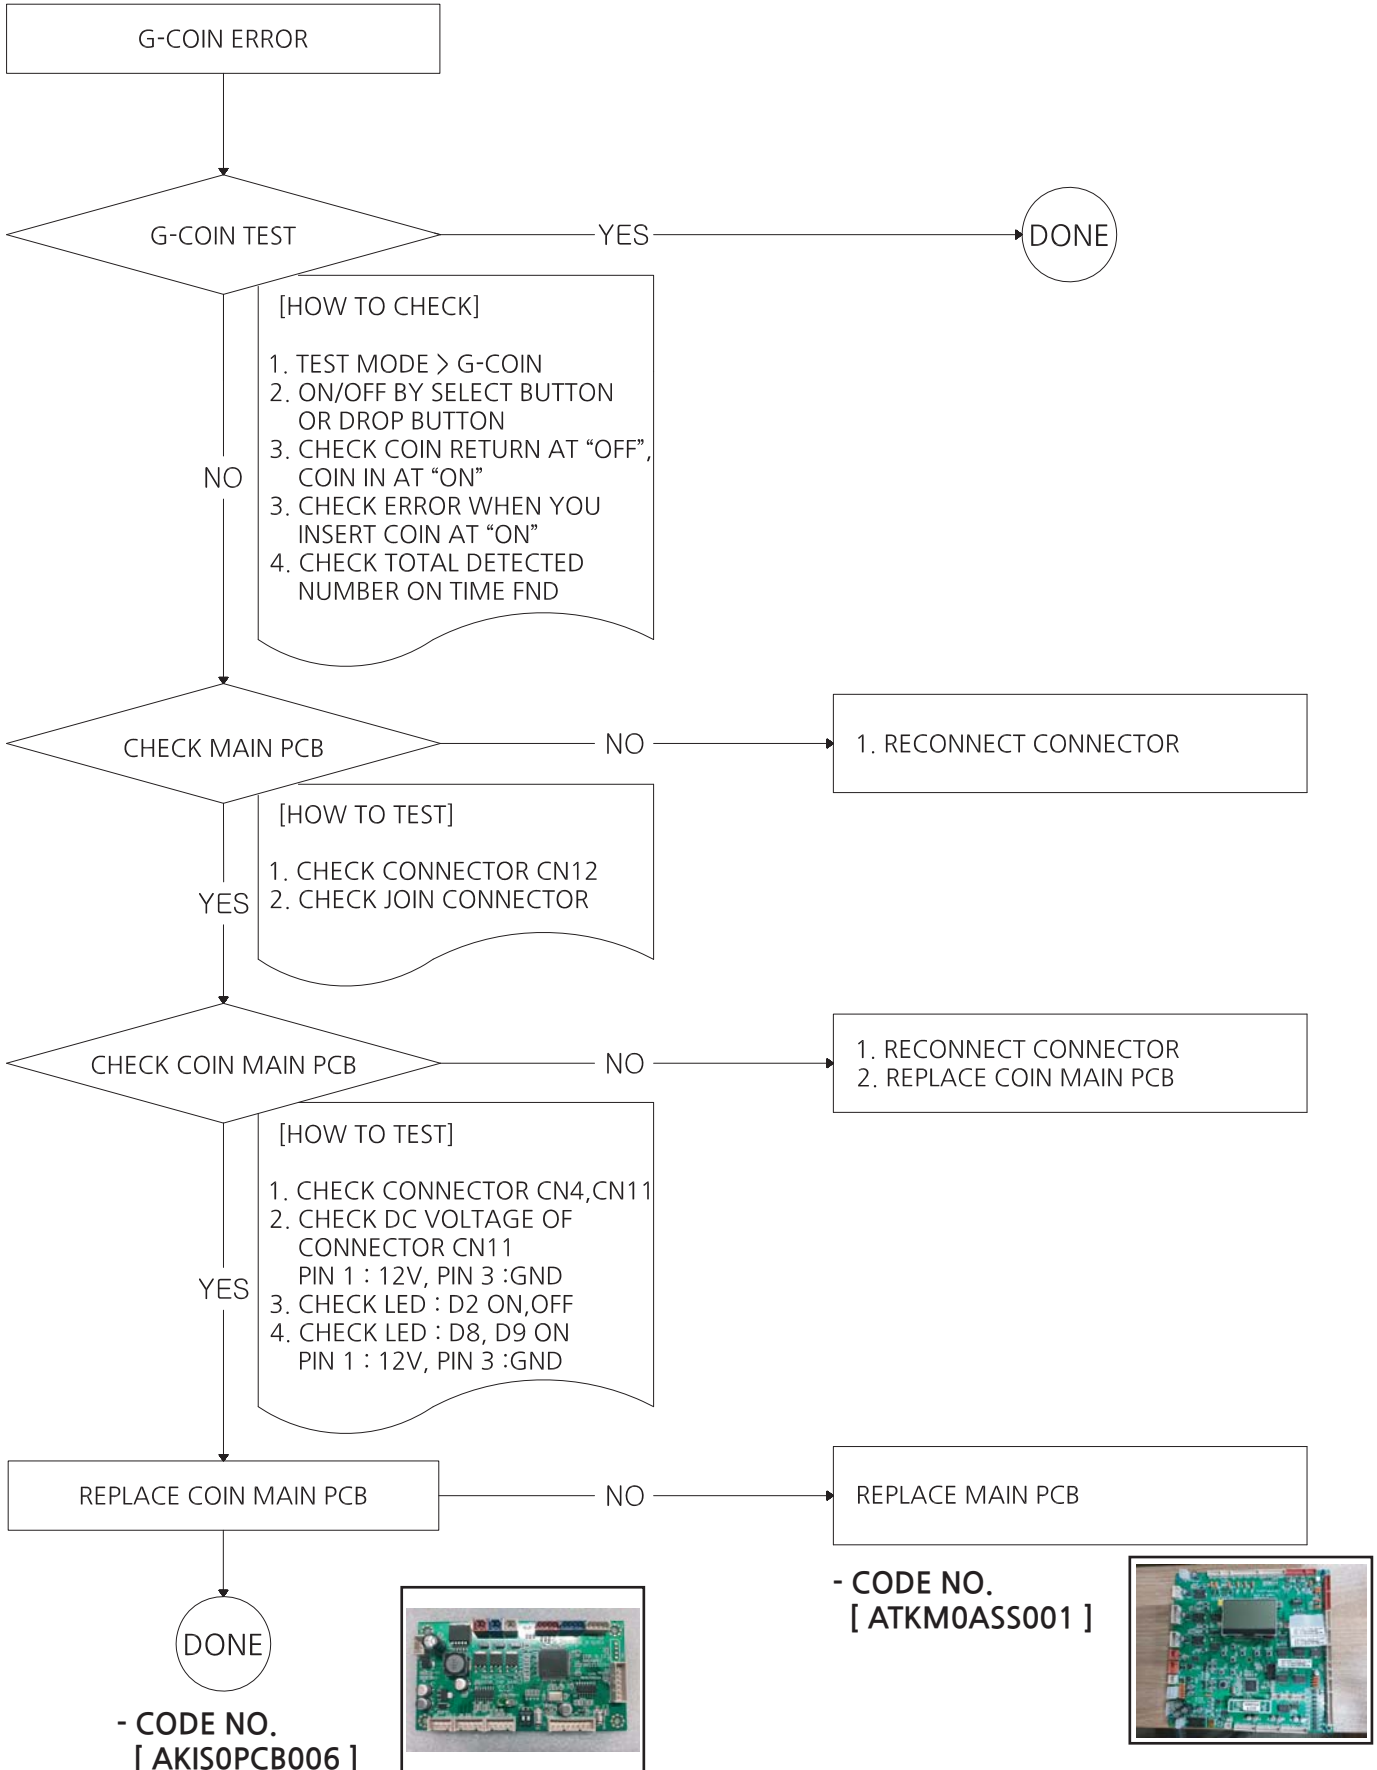 G-COIN ERROR
G-COIN TEST
YES
DONE
[HOW TO CHECK]
1. TEST MODE > G-COIN
2. ON/OFF BY SELECT BUTTON
OR DROP BUTTON
3. CHECK COIN RETURN AT “OFF”,
COIN IN AT “ON”
3. CHECK ERROR WHEN YOU
INSERT COIN AT “ON”
4. CHECK TOTAL DETECTED
NUMBER ON TIME FND
NO
CHECK MAIN PCB
NO
1. RECONNECT CONNECTOR
[HOW TO TEST]
1. CHECK CONNECTOR CN12
2. CHECK JOIN CONNECTOR
YES
CHECK COIN MAIN PCB
NO
1. RECONNECT CONNECTOR
2. REPLACE COIN MAIN PCB
[HOW TO TEST]
1. CHECK CONNECTOR CN4,CN11
2. CHECK DC VOLTAGE OF
CONNECTOR CN11
PIN 1 : 12V, PIN 3 :GND
3. CHECK LED : D2 ON,OFF
4. CHECK LED : D8, D9 ON
PIN 1 : 12V, PIN 3 :GND
YES
REPLACE COIN MAIN PCB
NO
REPLACE MAIN PCB
- CODE NO.
[ ATKM0ASS001 ]
DONE
- CODE NO.
[ AKIS0PCB006 ]